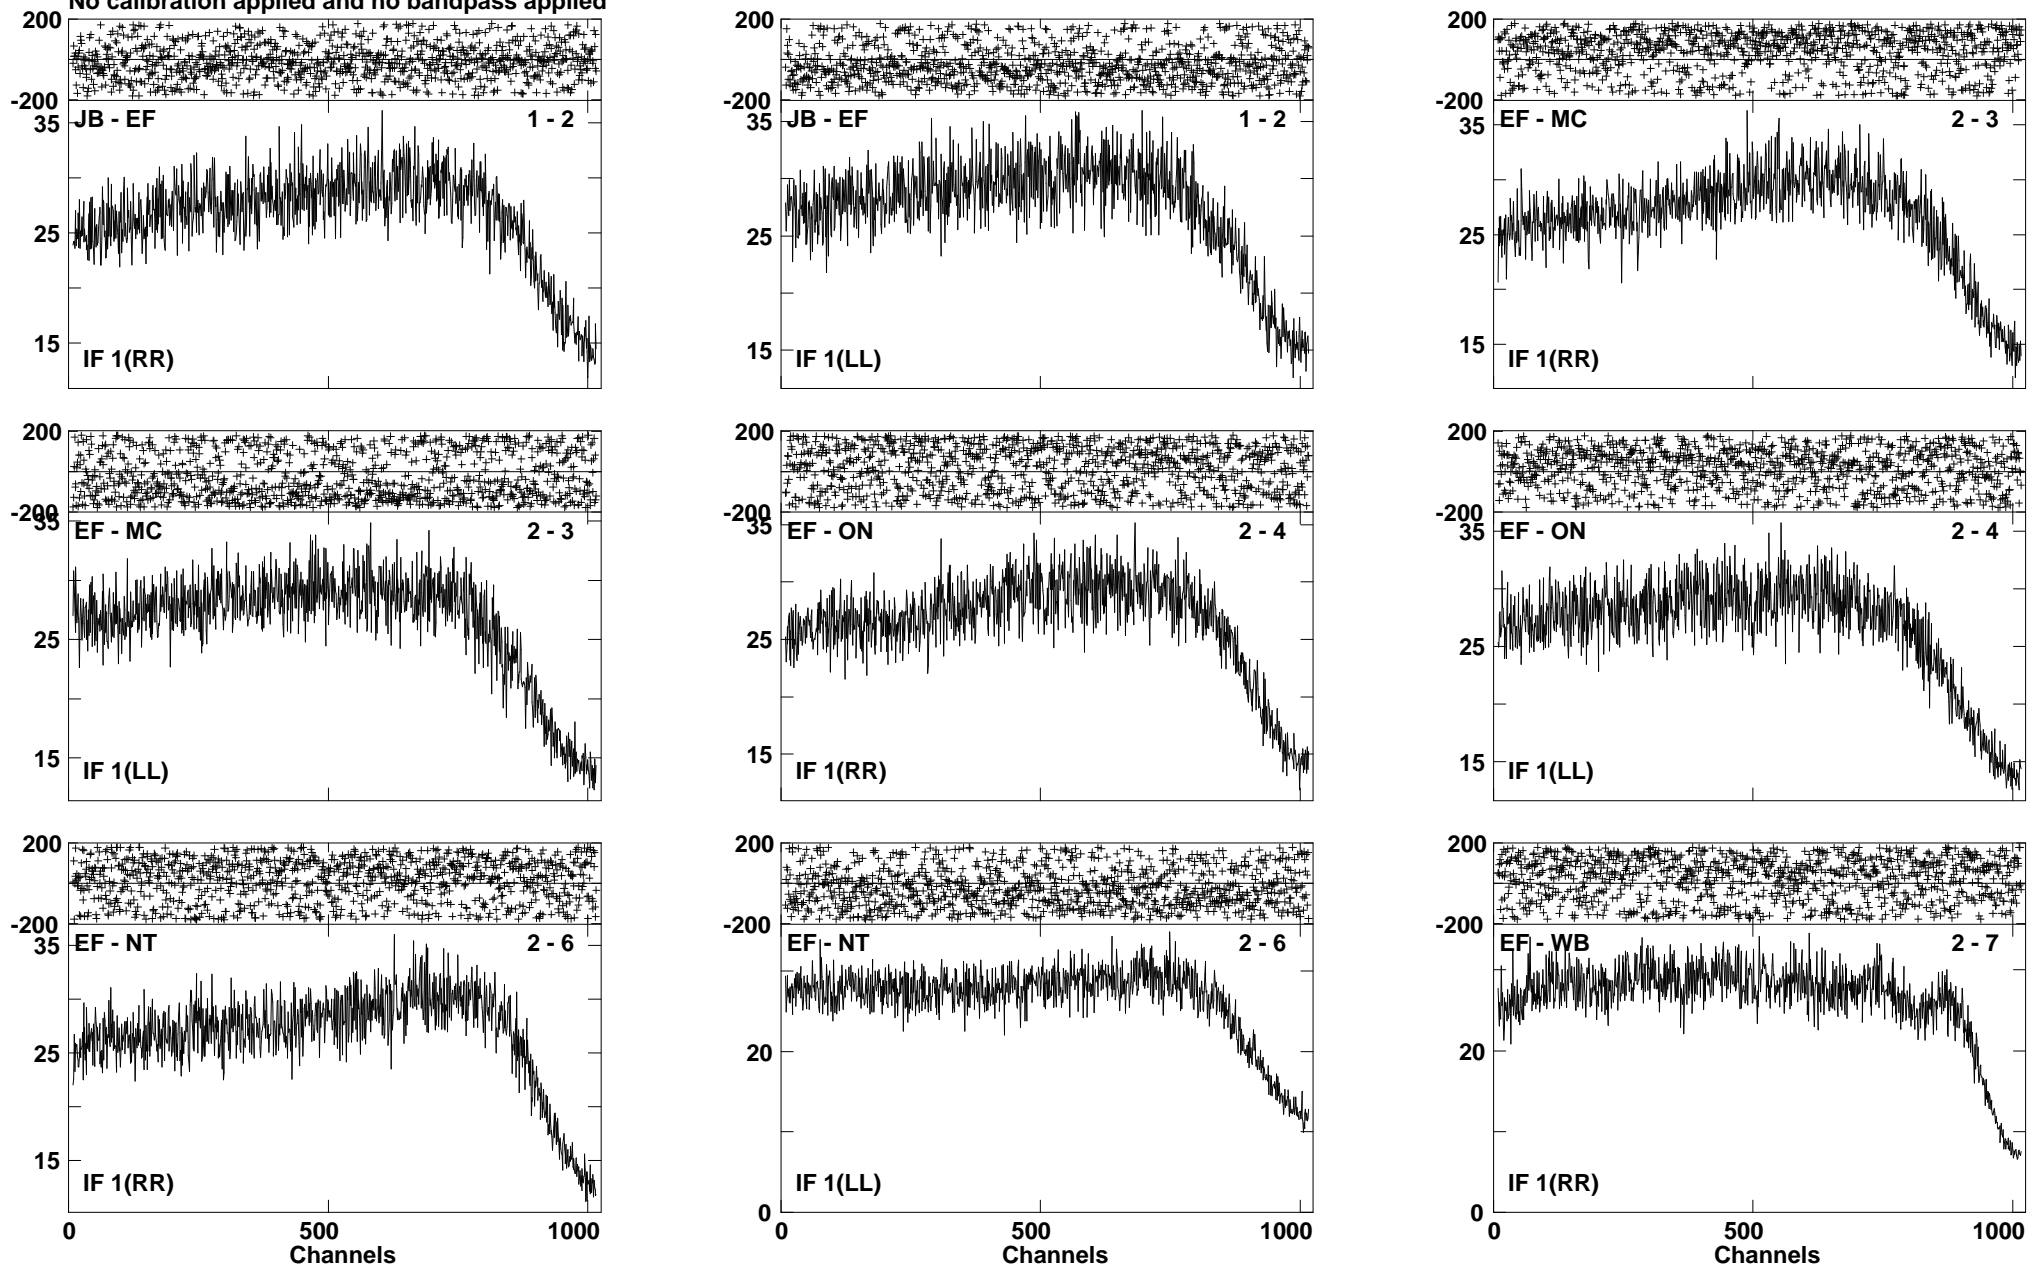 No calibration applied and no bandpass applied
200 200 200
-200 -200 -200
JB - EF 1 - 2 JB - EF 1 - 2 EF - MC 2 - 3
35 35 35
25 25 25
15 15 15
IF 1(RR) IF 1(LL) IF 1(RR)
200 200 200
-200 -200 -200
35 35 35
EF - MC 2 - 3 EF - ON 2 - 4 EF - ON 2 - 4
25 25 25
15 15 15
IF 1(LL) IF 1(RR) IF 1(LL)
200 200 200
-200 -200 -200
EF - NT 2 - 6 EF - NT 2 - 6 EF - WB 2 - 7
35
25 20 20
15
IF 1(RR) IF 1(LL) IF 1(RR)
0 0
0 500 1000 0 500 1000 0 500 1000
Channels Channels Channels